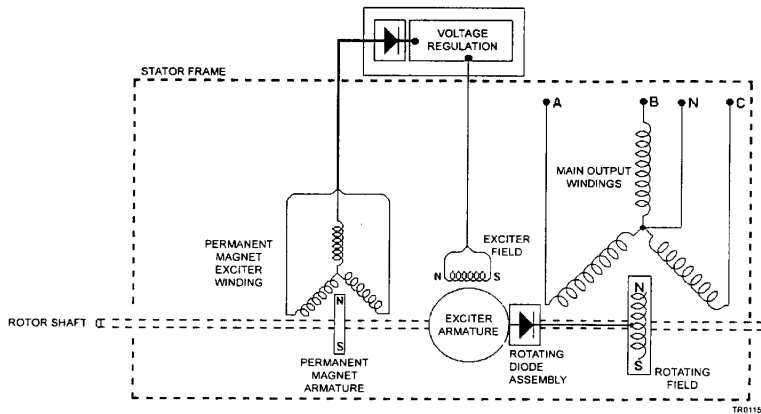 VOLTAGE
REGULATION
STATOR FRAME
A
B
N
C
MAIN OUTPUT
WINDINGS
PERMANENT
MAGNET
EXCITER
WINDING
EXCITER
FIELD
N
S
N
S
EXCITER
ARMATURE
N
S
ROTOR SHAFT
PERMANENT
MAGNET
ARMATURE
ROTATING
DIODE
ASSEMBLY
ROTATING
FIELD
TR0115